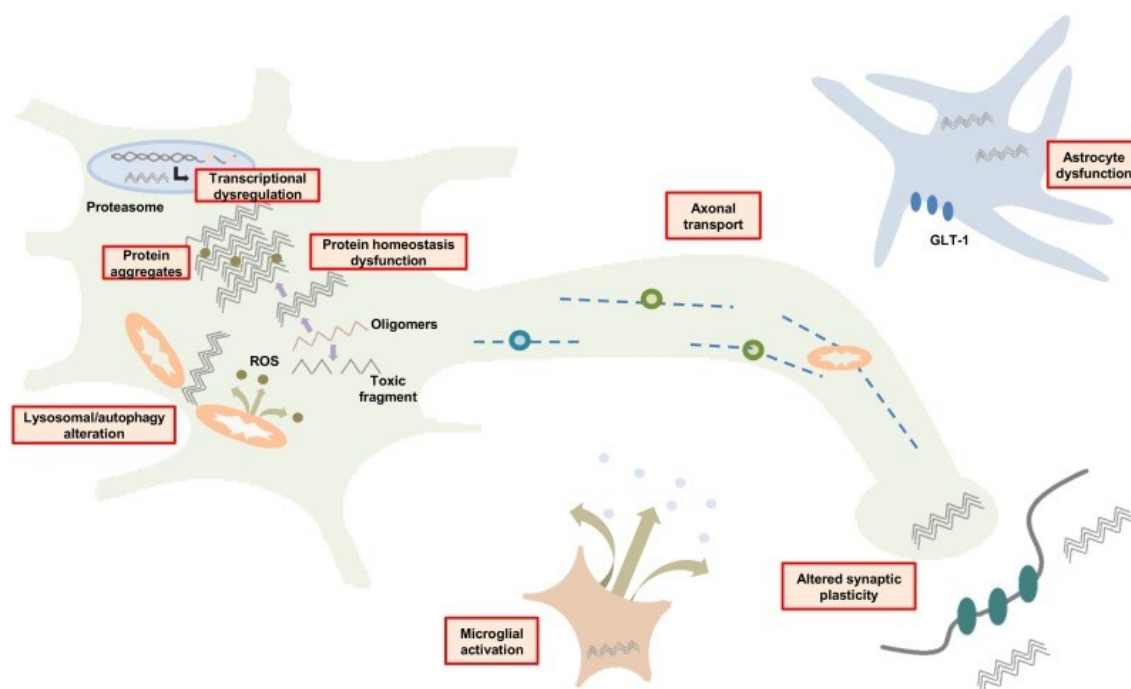 Transcriptional
dysregulation
Proteasome
Protein
aggregates
Protein homeostasis
dysfunction
Axonal
transport
Astrocyte
dysfunction
GLT-1
Oligomers
ROS
Toxic
fragment
Lysosomal/autophagy
alteration
Altered synaptic
plasticity
Microglial
activation